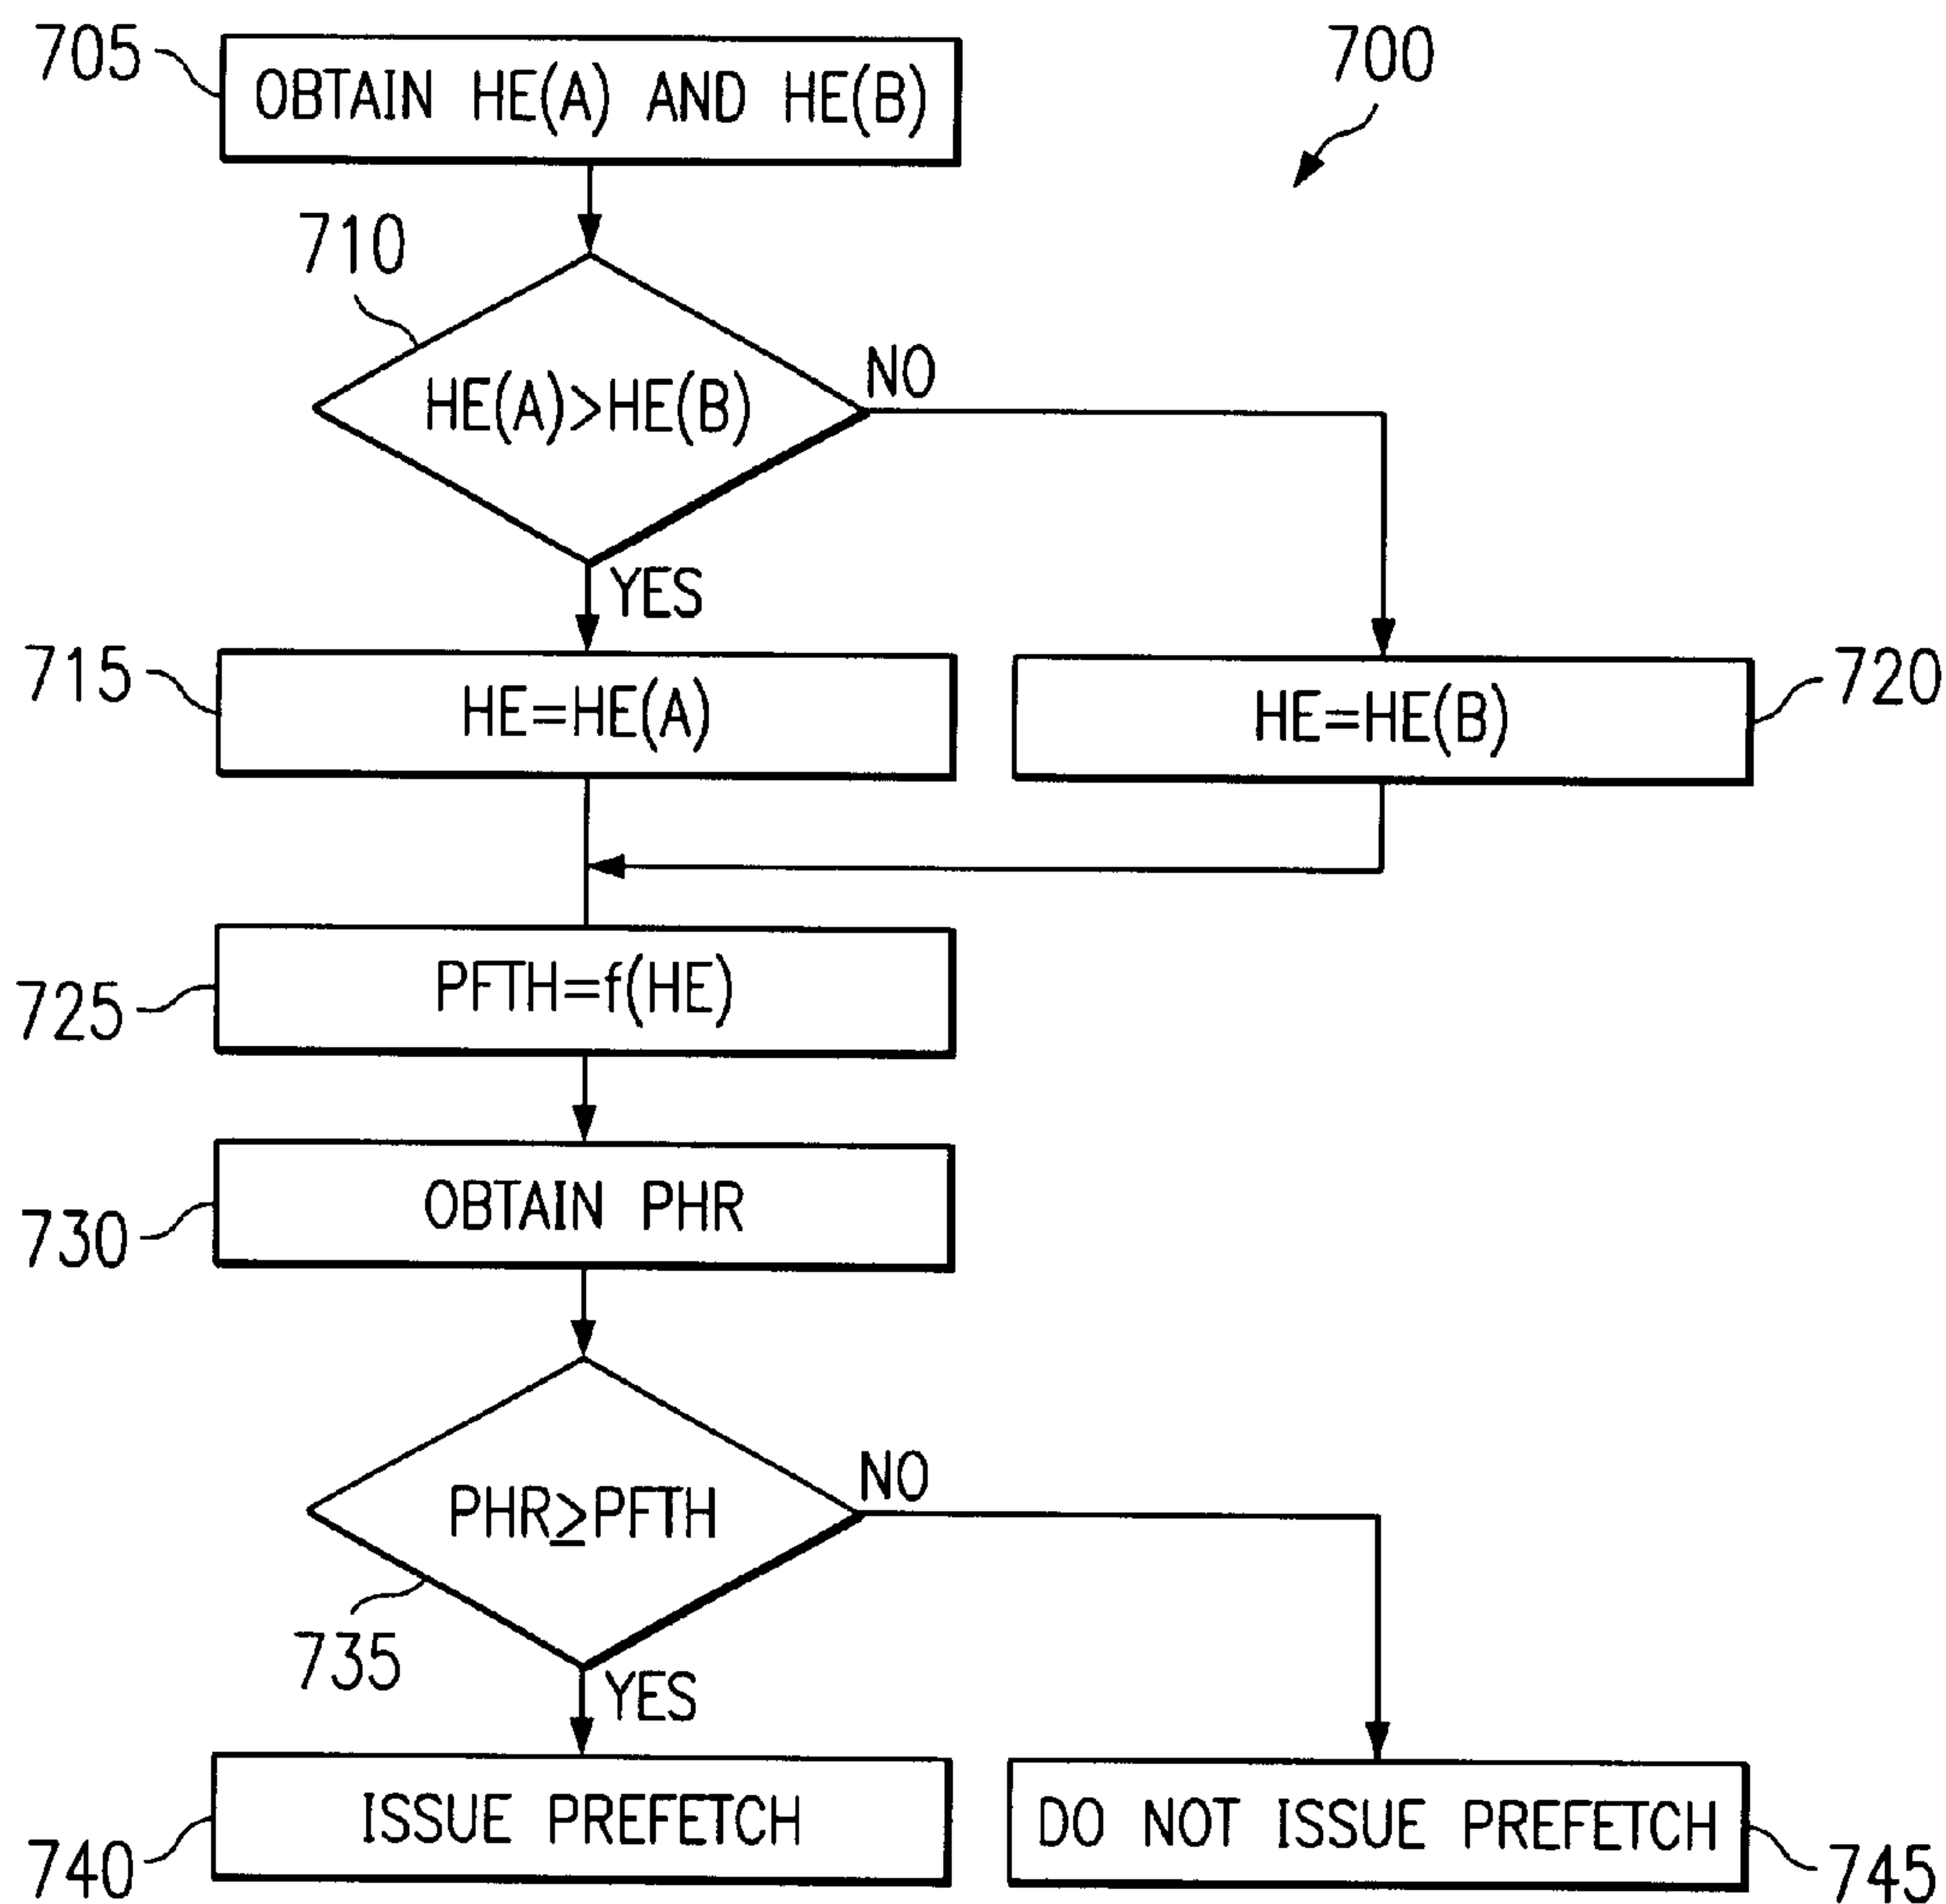 705
OBTAIN HE(A) AND HE(B)
700
710
HE(A)>HE(B)
NO
YES
715
HE=HE(A)
HE=HE(B)
720
725
PFTH=f(HE)
730
OBTAIN PHR
PHR≥PFTH
NO
735
YES
740
ISSUE PREFETCH
DO NOT ISSUE PREFETCH
745